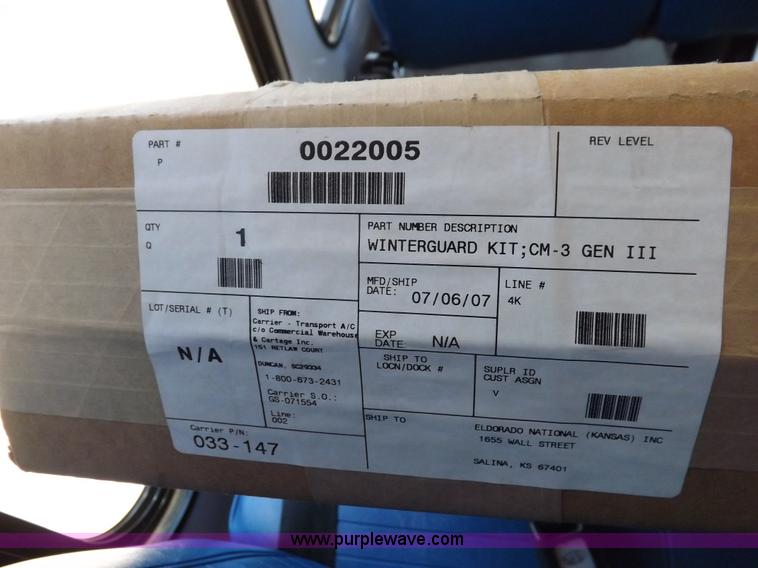 PART #
P
0022005
REV LEVEL
QTY
Q
1
PART NUMBER DESCRIPTION
WINTERGUARD KIT;CM-3 GEN III
MFD/SHIP
DATE: 07/06/07
LINE #
4K
LOT/SERIAL # (T)
N/A
SHIP FROM:
Carrier - Transport A/C
c/o Commercial Warehouse
& Cartage Inc.
151 RETLAW COURT
DUNCAN, SC29334
1-800-673-2431
Carrier S.O.:
GS-071554
Line:
002
EXP
DATE N/A
SHIP TO
LOCN/DOCK #
SUPLR ID
CUST ASGN
V
Carrier P/N:
033-147
SHIP TO
ELDORADO NATIONAL (KANSAS) INC
1655 WALL STREET
SALINA, KS 67401
www.purplewave.com